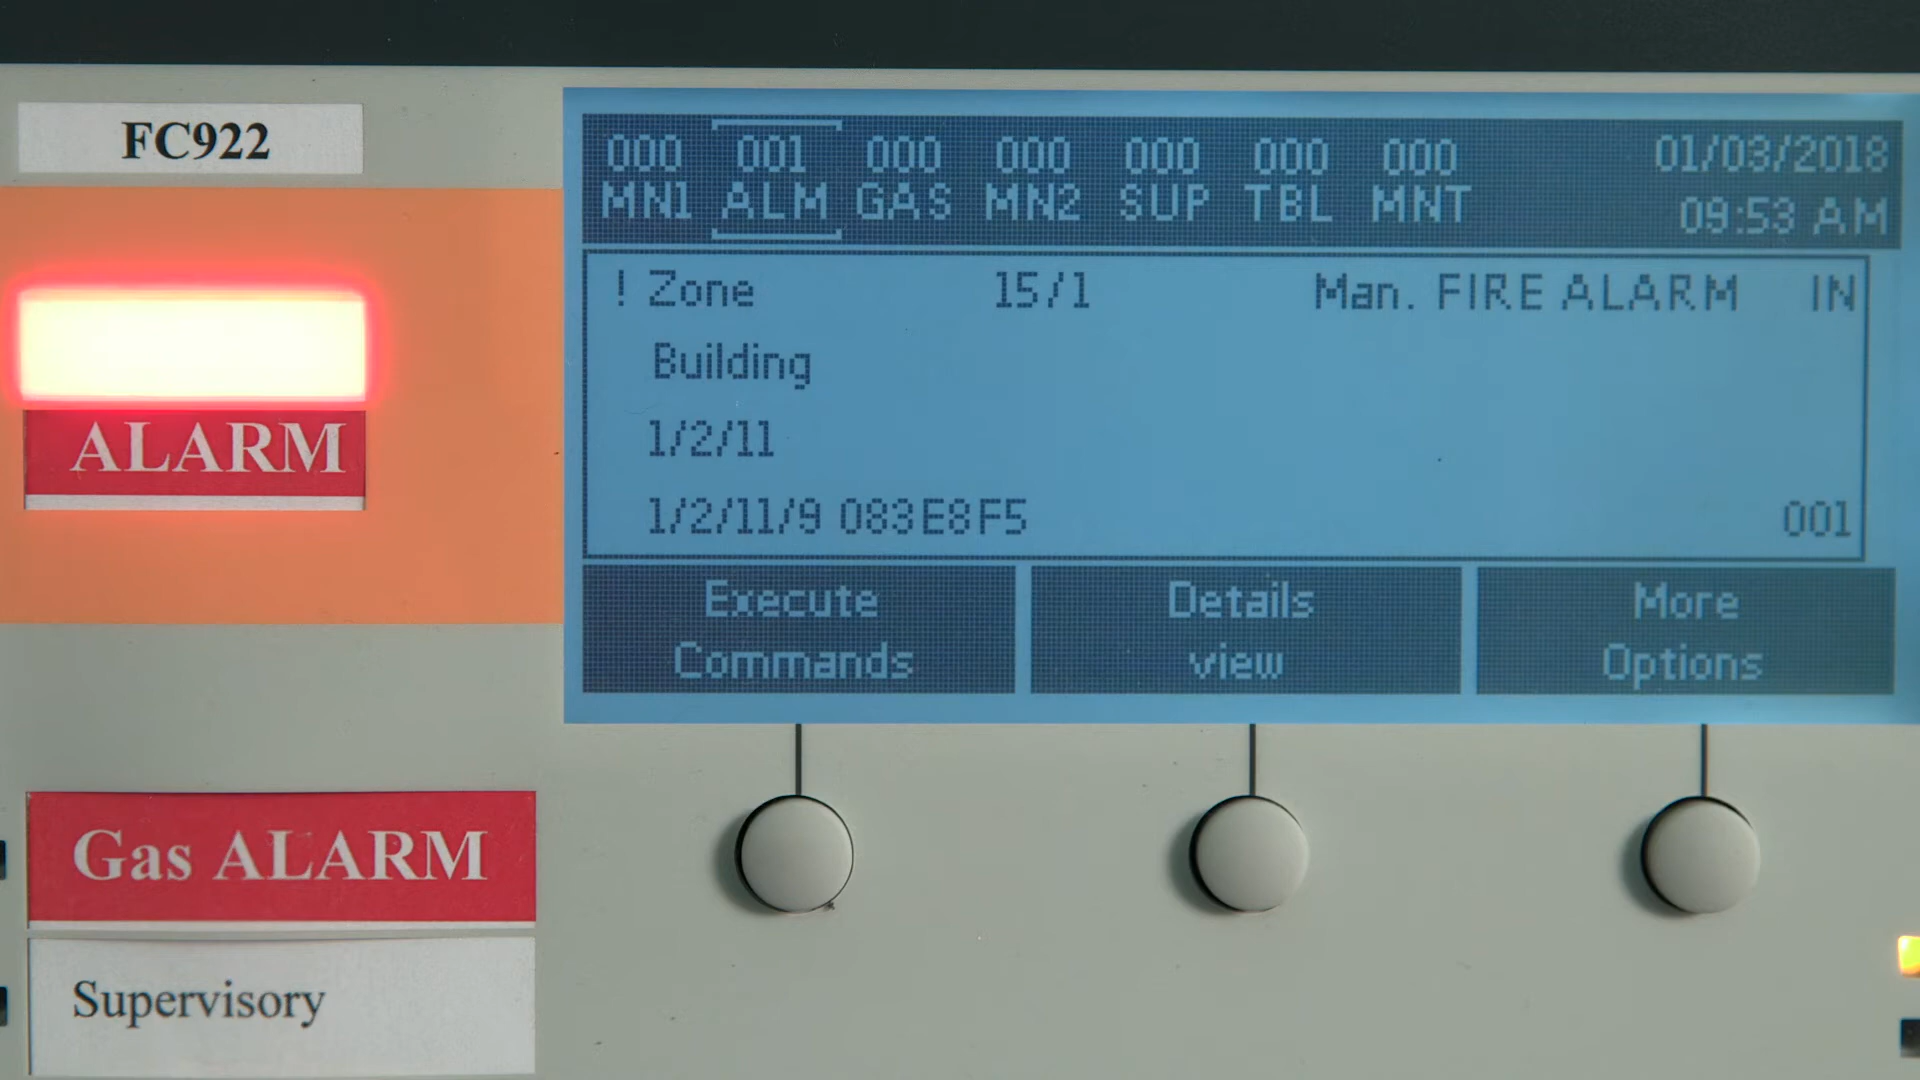 FC922
000 001 000 000 000 000 000 01/03/2018
MN1 ALM GAS MN2 SUP TBL MNT 09:53 AM
! Zone 15/1 Man. FIRE ALARM IN
Building
1/2/11
1/2/11/9 083E8F5 001
Execute Commands
Details view
More Options
ALARM
Gas ALARM
Supervisory